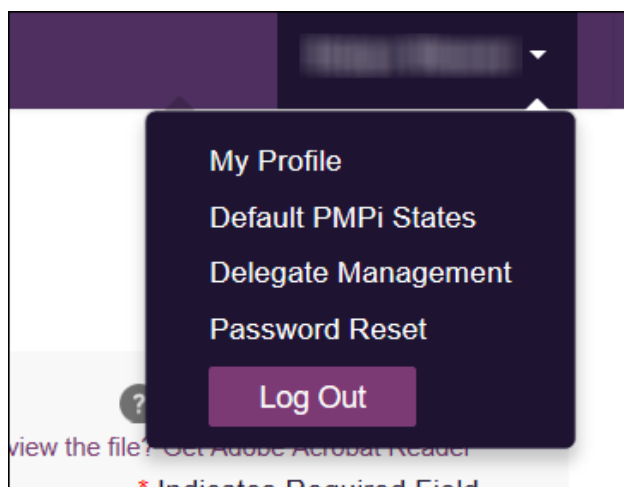 My Profile
Default PMPi States
Delegate Management
Password Reset
Log Out
?
view the file? Get Adobe Acrobat Reader
* Indicates Required Field